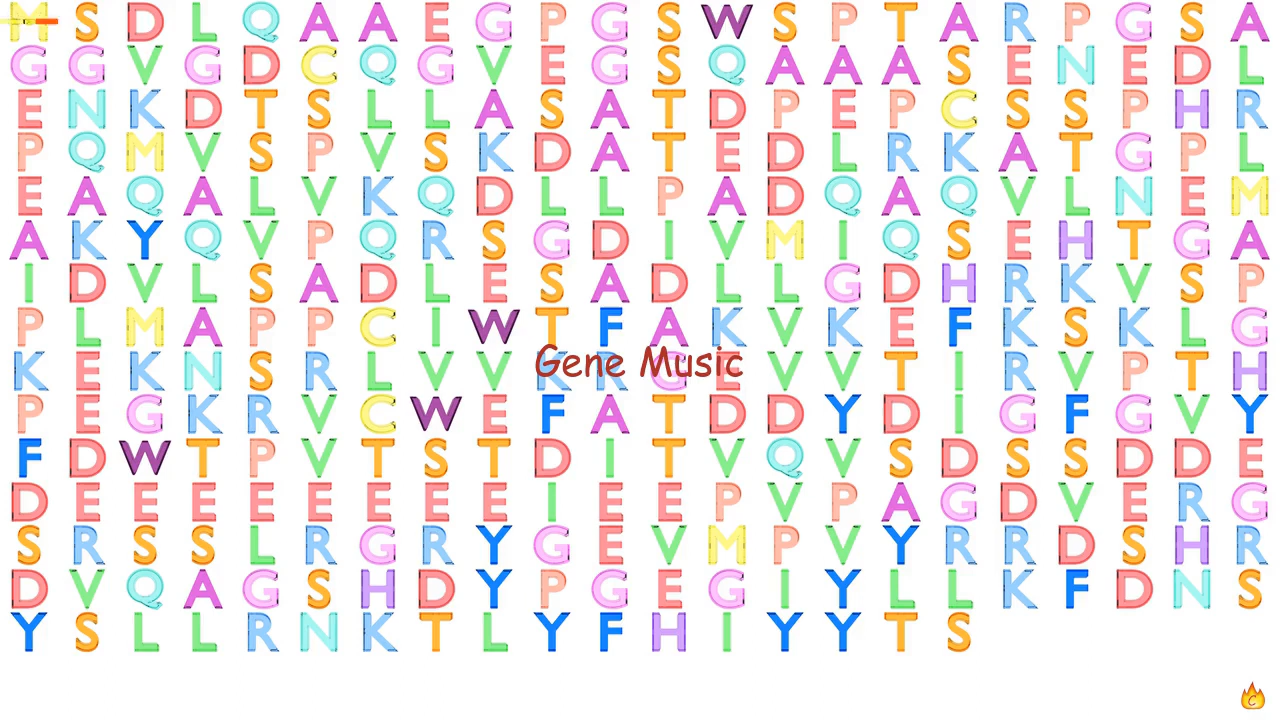 M S D L Q A A E G P G S W S P T A R P G S A
G G V G D C Q G V E G S Q A A A S E N E D L
E N K D T S L L A S A T D P E P C S S P H R
P Q M V S P V S K D A T E D L R K A T G P L
E A Q A L V K Q D L L P A D Q A Q V L N E M
A K Y Q V P Q R S G D I V M I Q S E H T G A
I D V L S A D L E S A D L L G D H R K V S P
P L M A P P C I W T F A K V K E F K S K L G
K E K N S R L V V K R G E V V T I R V P T H
Gene Music
P E G K R V C W E F A T D D Y D I G F G V Y
F D W T P V T S T D I T V Q V S D S S D D E
D E E E E E E E E I E E P V P A G D V E R G
S R S S L R G R Y G E V M P V Y R R D S H R
D V Q A G S H D Y P G E G I Y L L K F D N S
Y S L L R N K T L Y F H I Y Y T S